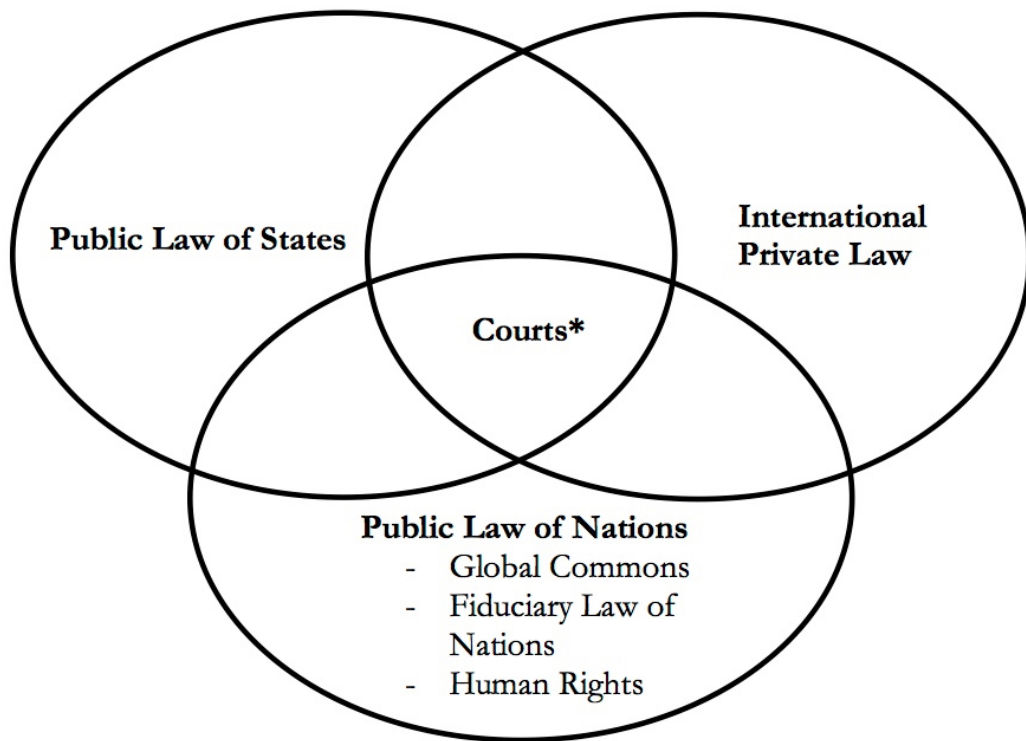 Public Law of States
International
Private Law
Courts*
Public Law of Nations
- Global Commons
- Fiduciary Law of
Nations
- Human Rights